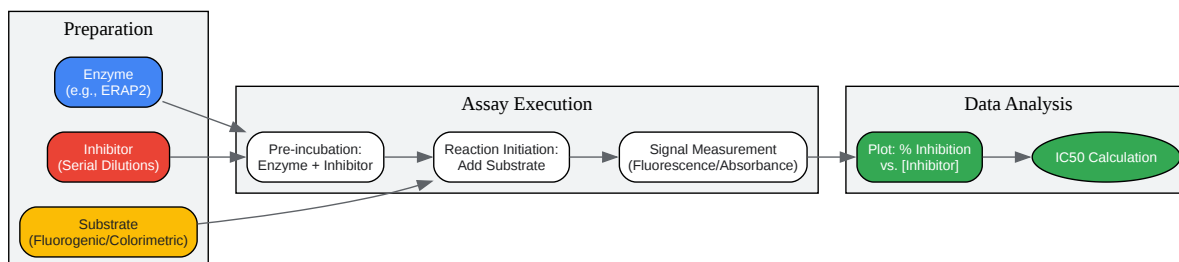 Preparation
Enzyme
(e.g., ERAP2)
Inhibitor
(Serial Dilutions)
Substrate
(Fluorogenic/Colorimetric)
Assay Execution
Pre-incubation:
Enzyme + Inhibitor
Reaction Initiation:
Add Substrate
Signal Measurement
(Fluorescence/Absorbance)
Data Analysis
Plot: % Inhibition
vs. [Inhibitor]
IC50 Calculation